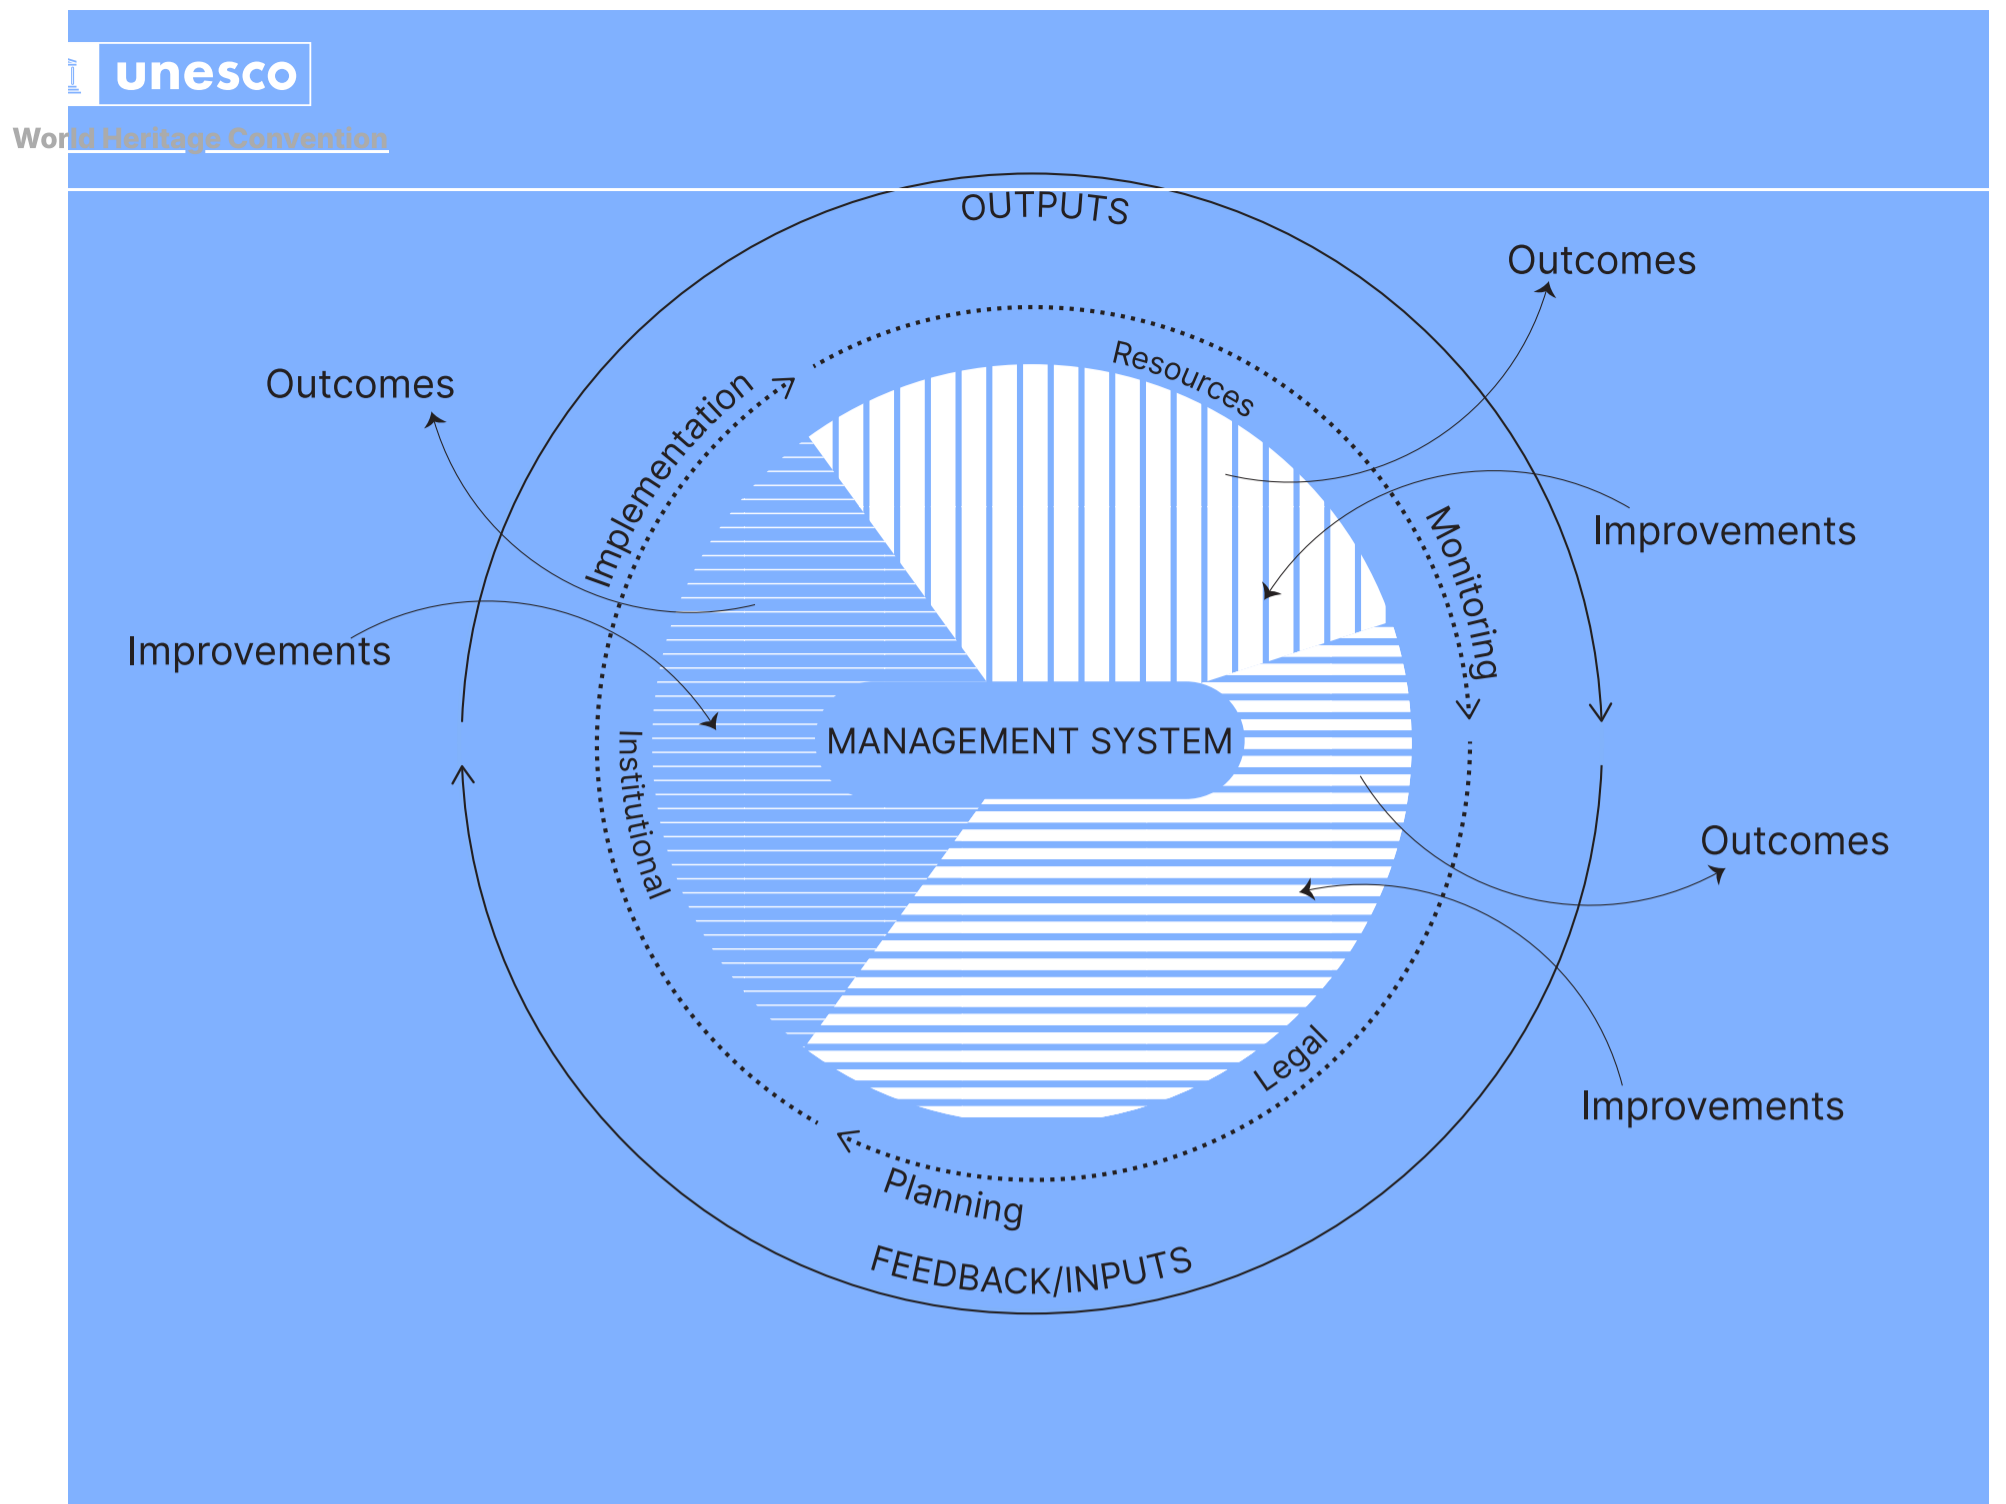 unesco
World Heritage Convention
OUTPUTS
Outcomes
Resources
Outcomes
Implementation
Improvements
Monitoring
Improvements
MANAGEMENT SYSTEM
Institutional
Outcomes
Legal
Improvements
Planning
FEEDBACK/INPUTS